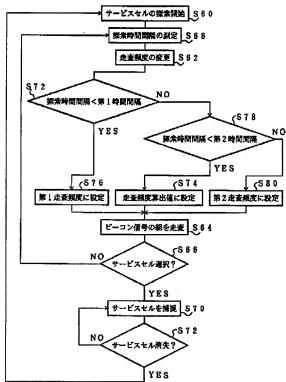 サービスセルの探索開始
S60
探索時間間隔の測定
S68
走査頻度の変更
S62
S72
探索時間間隔<第1時間間隔
NO
YES
S78
探索時間間隔<第2時間間隔
NO
YES
S76
第1走査頻度に設定
S74
走査頻度算出値に設定
S80
第2走査頻度に設定
ビーコン信号の組を走査
S64
S66
NO
サービスセル選択?
YES
サービスセルを捕捉
S70
S72
NO
サービスセル消失?
YES